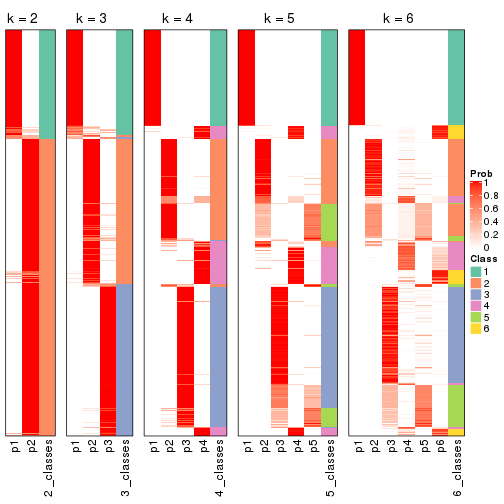 k = 2
k = 3
k = 4
k = 5
k = 6
p1
p2
2_classes
p1
p2
p3
3_classes
p1
p2
p3
p4
4_classes
p1
p2
p3
p4
p5
5_classes
p1
p2
p3
p4
p5
p6
6_classes
Prob
1
0.8
0.6
0.4
0.2
0
Class
1
2
3
4
5
6